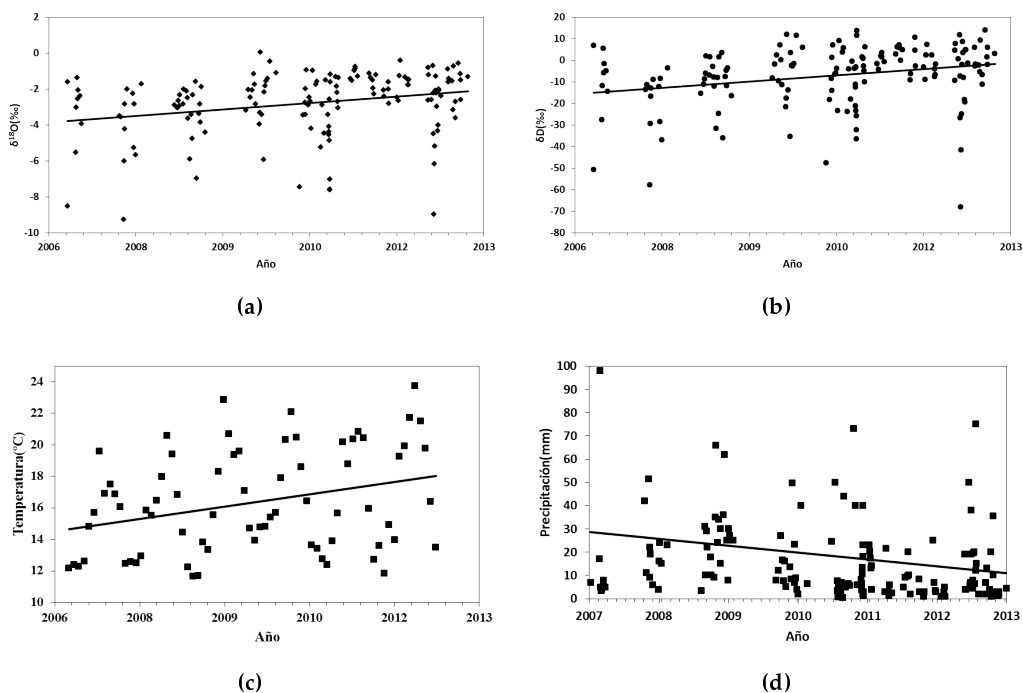 2
0
-2
-4
-6
-8
-10
δ¹⁸O(‰)
2006 2008 2009 2010 2012 2013
Año
(a)
20
10
0
-10
-20
-30
-40
-50
-60
-70
-80
δD(‰)
2006 2008 2009 2010 2012 2013
Año
(b)
24
22
20
18
16
14
12
10
Temperatura(ºC)
2006 2008 2009 2010 2012 2013
Año
(c)
100
90
80
70
60
50
40
30
20
10
0
Precipitación(mm)
2007 2008 2009 2010 2011 2012 2013
Año
(d)